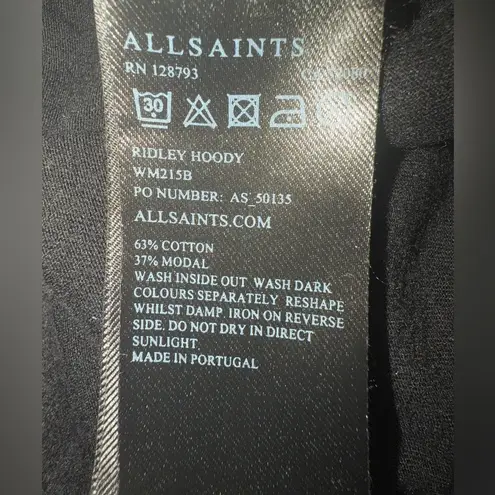 ALLSAINTS
RN 128793
30
RIDLEY HOODY
WM215B
PO NUMBER: AS_50135
ALLSAINTS.COM
63% COTTON
37% MODAL
WASH INSIDE OUT WASH DARK
COLOURS SEPARATELY RESHAPE
WHILST DAMP. IRON ON REVERSE
SIDE. DO NOT DRY IN DIRECT
SUNLIGHT.
MADE IN PORTUGAL